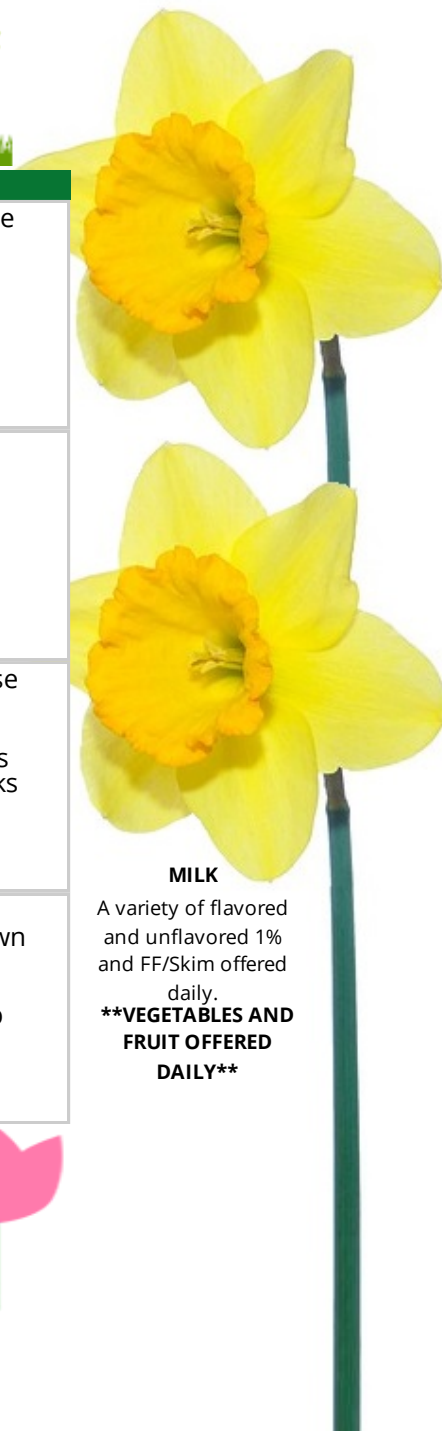 MILK
A variety of flavored
and unflavored 1%
and FF/Skim offered
daily.
**VEGETABLES AND
FRUIT OFFERED
DAILY**